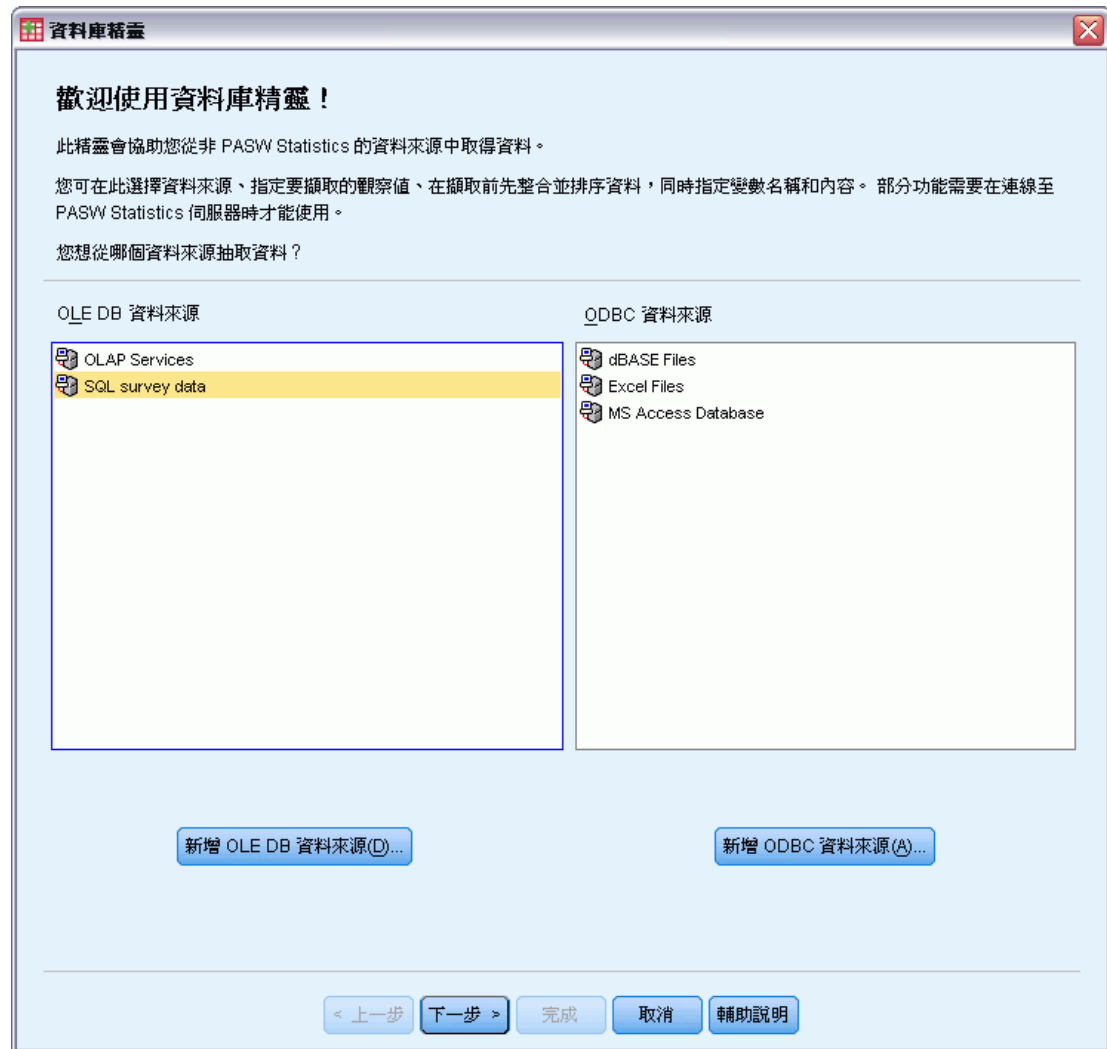 資料庫精靈
歡迎使用資料庫精靈！
此精靈會協助您從非 PASW Statistics 的資料來源中取得資料。
您可在此選擇資料來源、指定要擷取的觀察值、在擷取前先整合並排序資料，同時指定變數名稱和內容。 部分功能需要在連線至
PASW Statistics 伺服器時才能使用。
您想從哪個資料來源抽取資料？
OLE DB 資料來源
OLAP Services
SQL survey data
ODBC 資料來源
dBASE Files
Excel Files
MS Access Database
新增 OLE DB 資料來源(D)...
新增 ODBC 資料來源(A)...
< 上一步
下一步 >
完成
取消
輔助說明